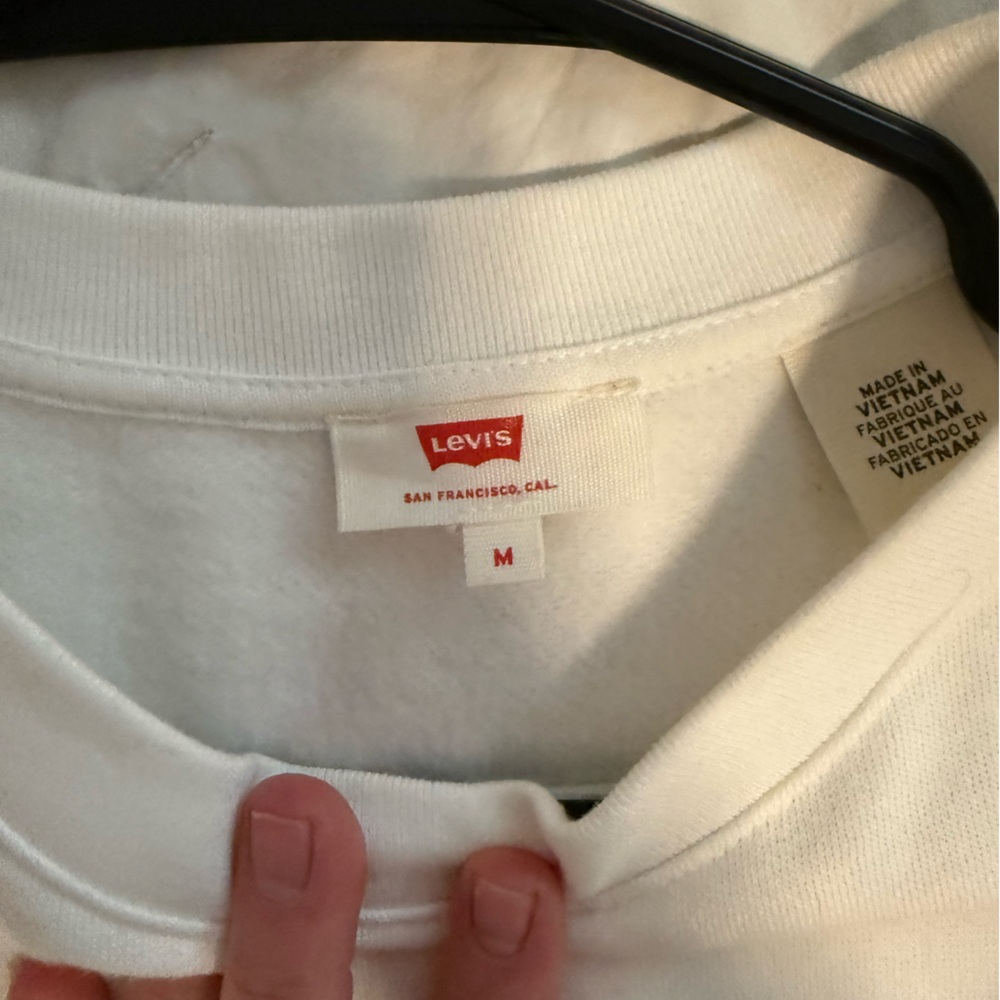 Levi's
SAN FRANCISCO, CAL.
M
MADE IN
VIETNAM
FABRIQUE AU
VIETNAM
FABRICADO EN
VIETNAM